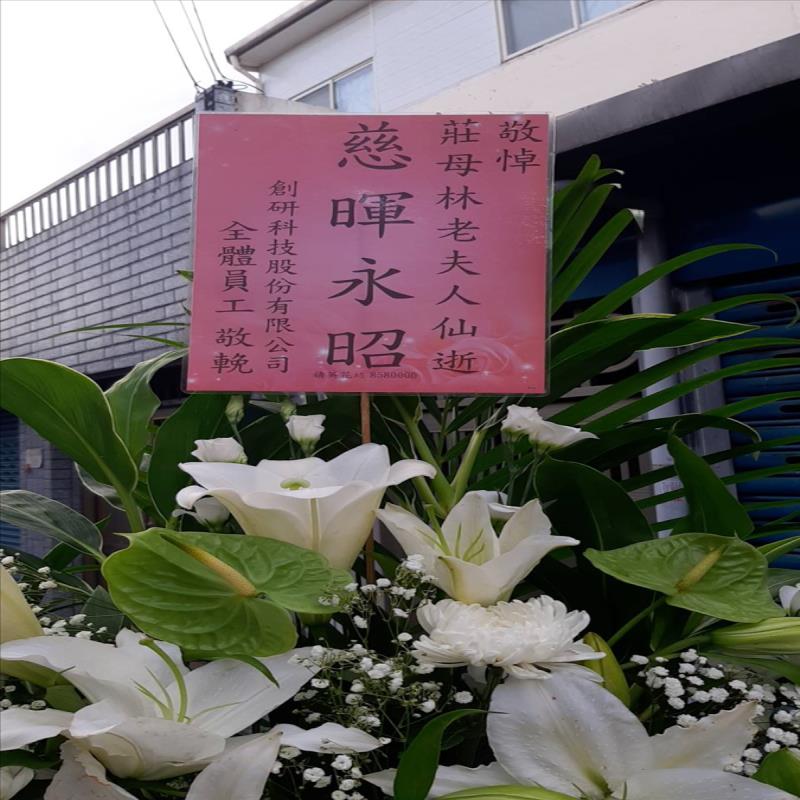 敬悼
莊母林老夫人仙逝
慈暉永昭
創研科技股份有限公司
全體員工 敬輓
8580000